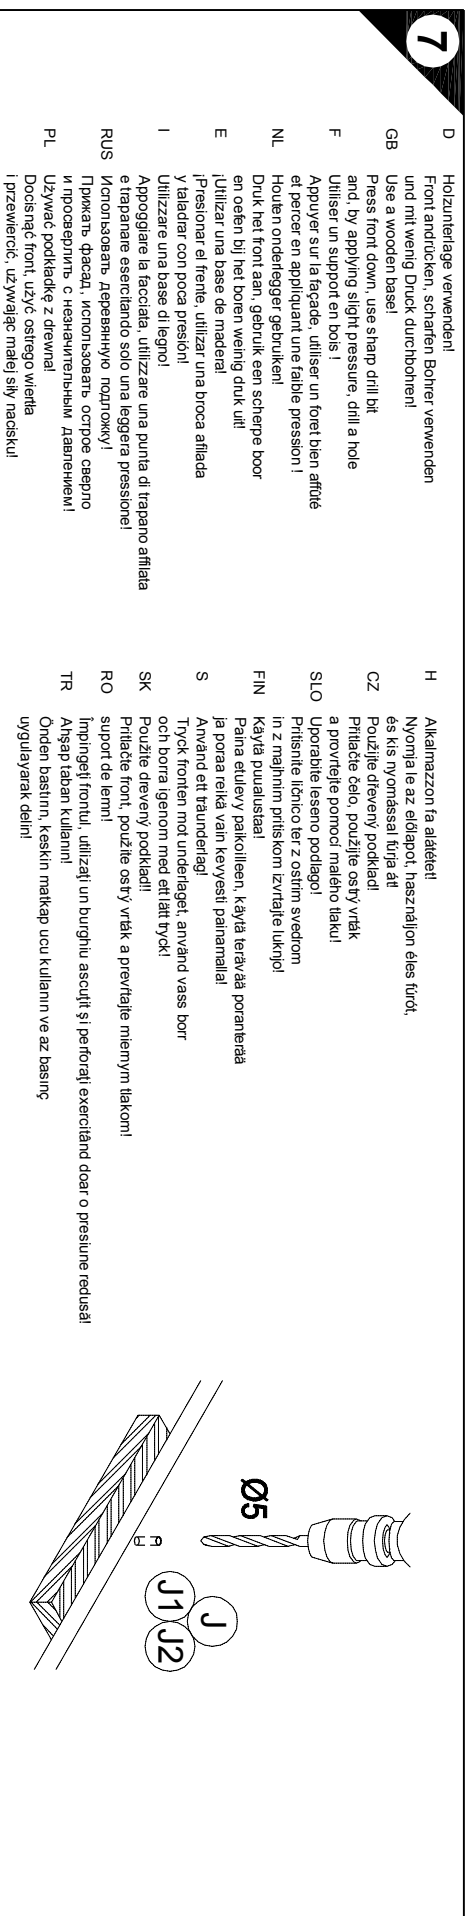 7
D Holzunterlage verwenden!
Front andrücken, scharfen Bohrer verwenden
und mit wenig Druck durchbohren!
GB Use a wooden base!
Press front down, use sharp drill bit
and, by applying slight pressure, drill a hole
F Utiliser un support en bois !
Appuyer sur la façade, utiliser un foret bien affûté
et percer en appliquant une faible pression !
NL Houten onderlegger gebruiken!
Druk het front aan, gebruik een scherpe boor
en oefen bij het boren weinig druk uit!
E ¡Utilizar una base de madera!
¡Presionar el frente, utilizar una broca afilada
y taladrar con poca presión!
I Utilizzare una base di legno!
Appoggiare la facciata, utilizzare una punta di trapano affilata
e trapanare esercitando solo una leggera pressione!
RUS Использовать деревянную подложку!
Прижать фасад, использовать острое сверло
и просверлить с незначительным давлением!
PL Używać podkładkę z drewna!
Docisnąć front, użyć ostrego wiertła
i przewiercić, używając małej siły nacisku!
H Alkalmazzon fa alátétet!
Nyomja le az előlapot, használjon éles fúrót,
és kis nyomással fúrja át!
CZ Použijte dřevený podklad!
Přitlačte čelo, použijte ostrý vrták
a provrtejte pomocí malého tlaku!
SLO Uporabite leseno podlago!
Pritisnite ličnico ter z ostrim svedrom
in z majhnim pritiskom izvrtajte luknjo!
FIN Käytä puualustaa!
Paina etulevy paikoilleen, käytä terävää poranterää
ja poraa reikä vain kevyesti painamalla!
S Använd ett träunderlag!
Tryck fronten mot underlaget, använd vass borr
och borra igenom med ett lätt tryck!
SK Použite drevený podklad!!
Pritlačte front, použite ostrý vrták a prevŕtajte miernym tlakom!
RO suport de lemn!
Împingeţi frontul, utilizaţi un burghiu ascuţit şi perforaţi exercitând doar o presiune redusă!
TR Ahşap taban kullanın!
Önden bastırın, keskin matkap ucu kullanın ve az basınç
uygulayarak delin!
Ø5
J
J1 J2